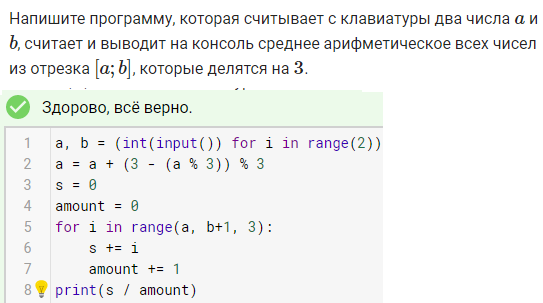 Напишите программу, которая считывает с клавиатуры два числа a и
b, считает и выводит на консоль среднее арифметическое всех чисел
из отрезка [a; b], которые делятся на 3.
Здорово, всё верно.
1 a, b = (int(input()) for i in range(2))
2 a = a + (3 - (a % 3)) % 3
3 s = 0
4 amount = 0
5 for i in range(a, b+1, 3):
6     s += i
7     amount += 1
8 print(s / amount)